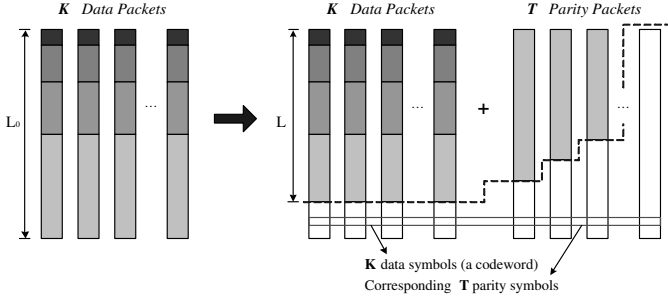 K Data Packets
K Data Packets
T Parity Packets
...
L₀
L
...
+
...
K data symbols (a codeword)
Corresponding T parity symbols